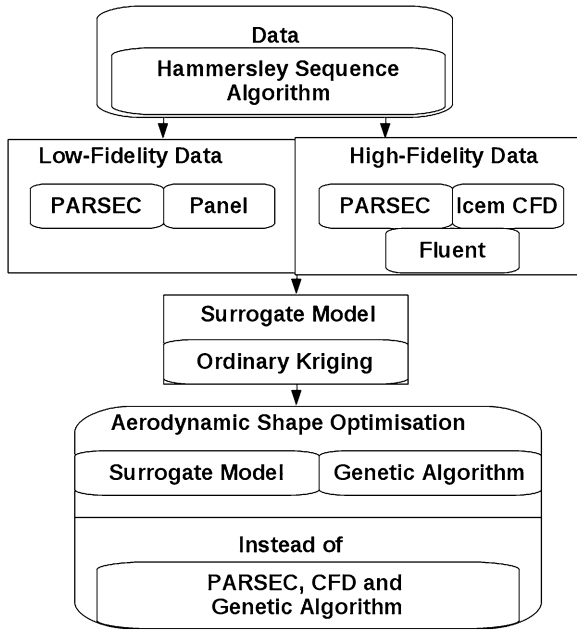 Data
Hammersley Sequence
Algorithm
Low-Fidelity Data
PARSEC
Panel
High-Fidelity Data
PARSEC
Icem CFD
Fluent
Surrogate Model
Ordinary Kriging
Aerodynamic Shape Optimisation
Surrogate Model
Genetic Algorithm
Instead of
PARSEC, CFD and
Genetic Algorithm